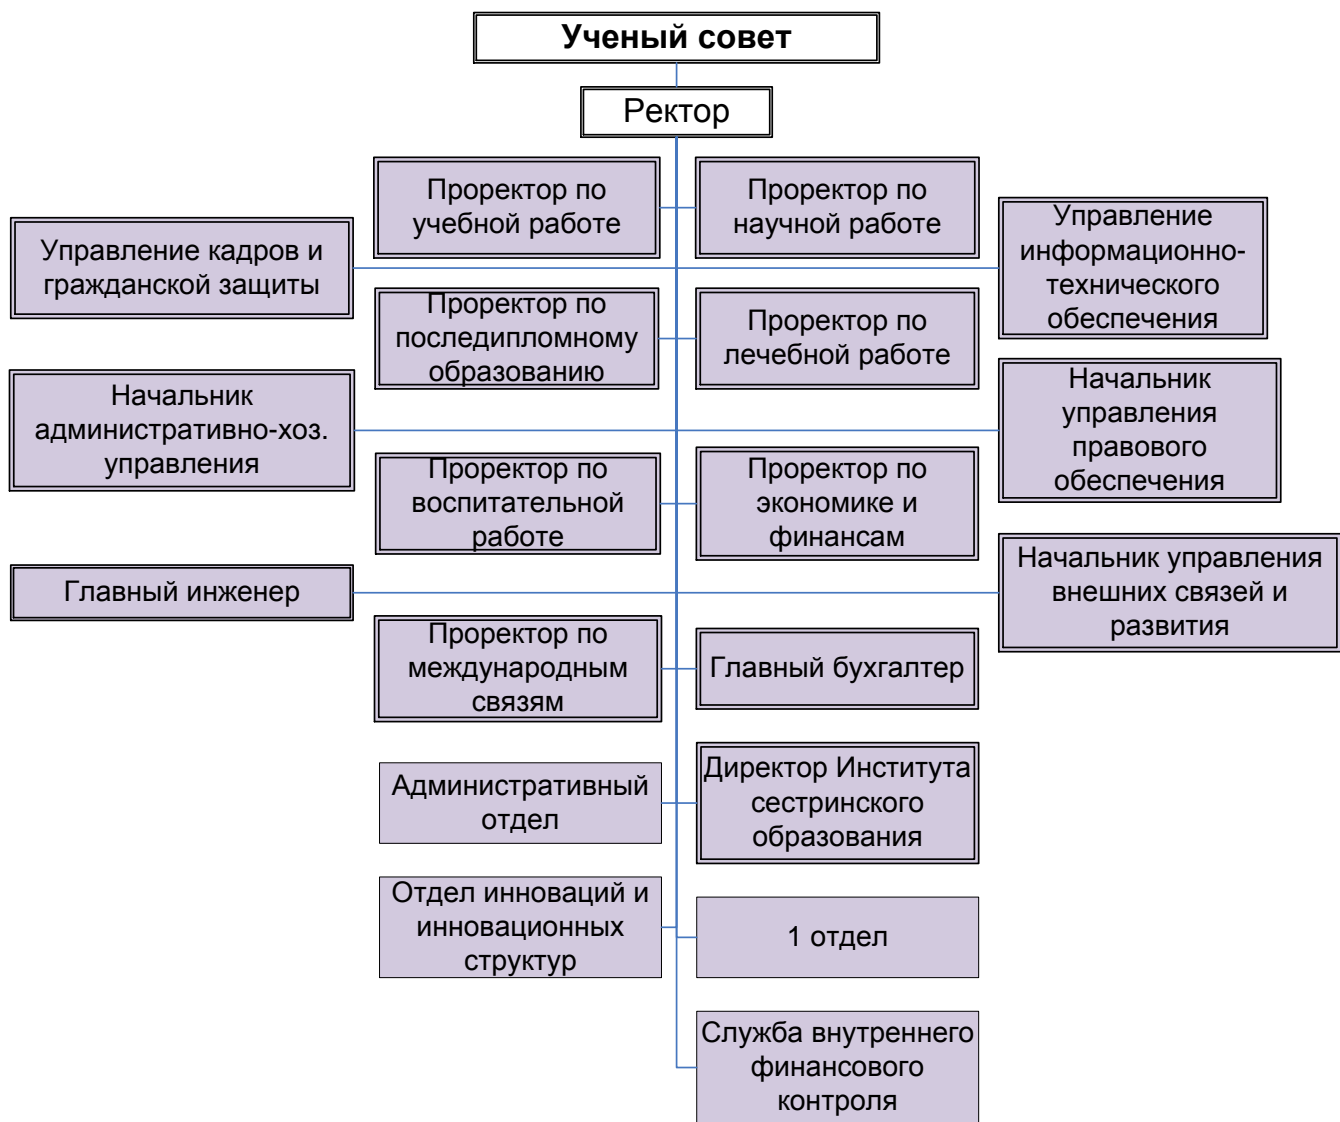 Ученый совет
Ректор
Проректор по
учебной работе
Проректор по
научной работе
Управление кадров и
гражданской защиты
Управление
информационно-
технического
обеспечения
Проректор по
последипломному
образованию
Проректор по
лечебной работе
Начальник
административно-хоз.
управления
Начальник
управления
правового
обеспечения
Проректор по
воспитательной
работе
Проректор по
экономике и
финансам
Главный инженер
Начальник управления
внешних связей и
развития
Проректор по
международным
связям
Главный бухгалтер
Административный
отдел
Директор Института
сестринского
образования
Отдел инноваций и
инновационных
структур
1 отдел
Служба внутреннего
финансового
контроля